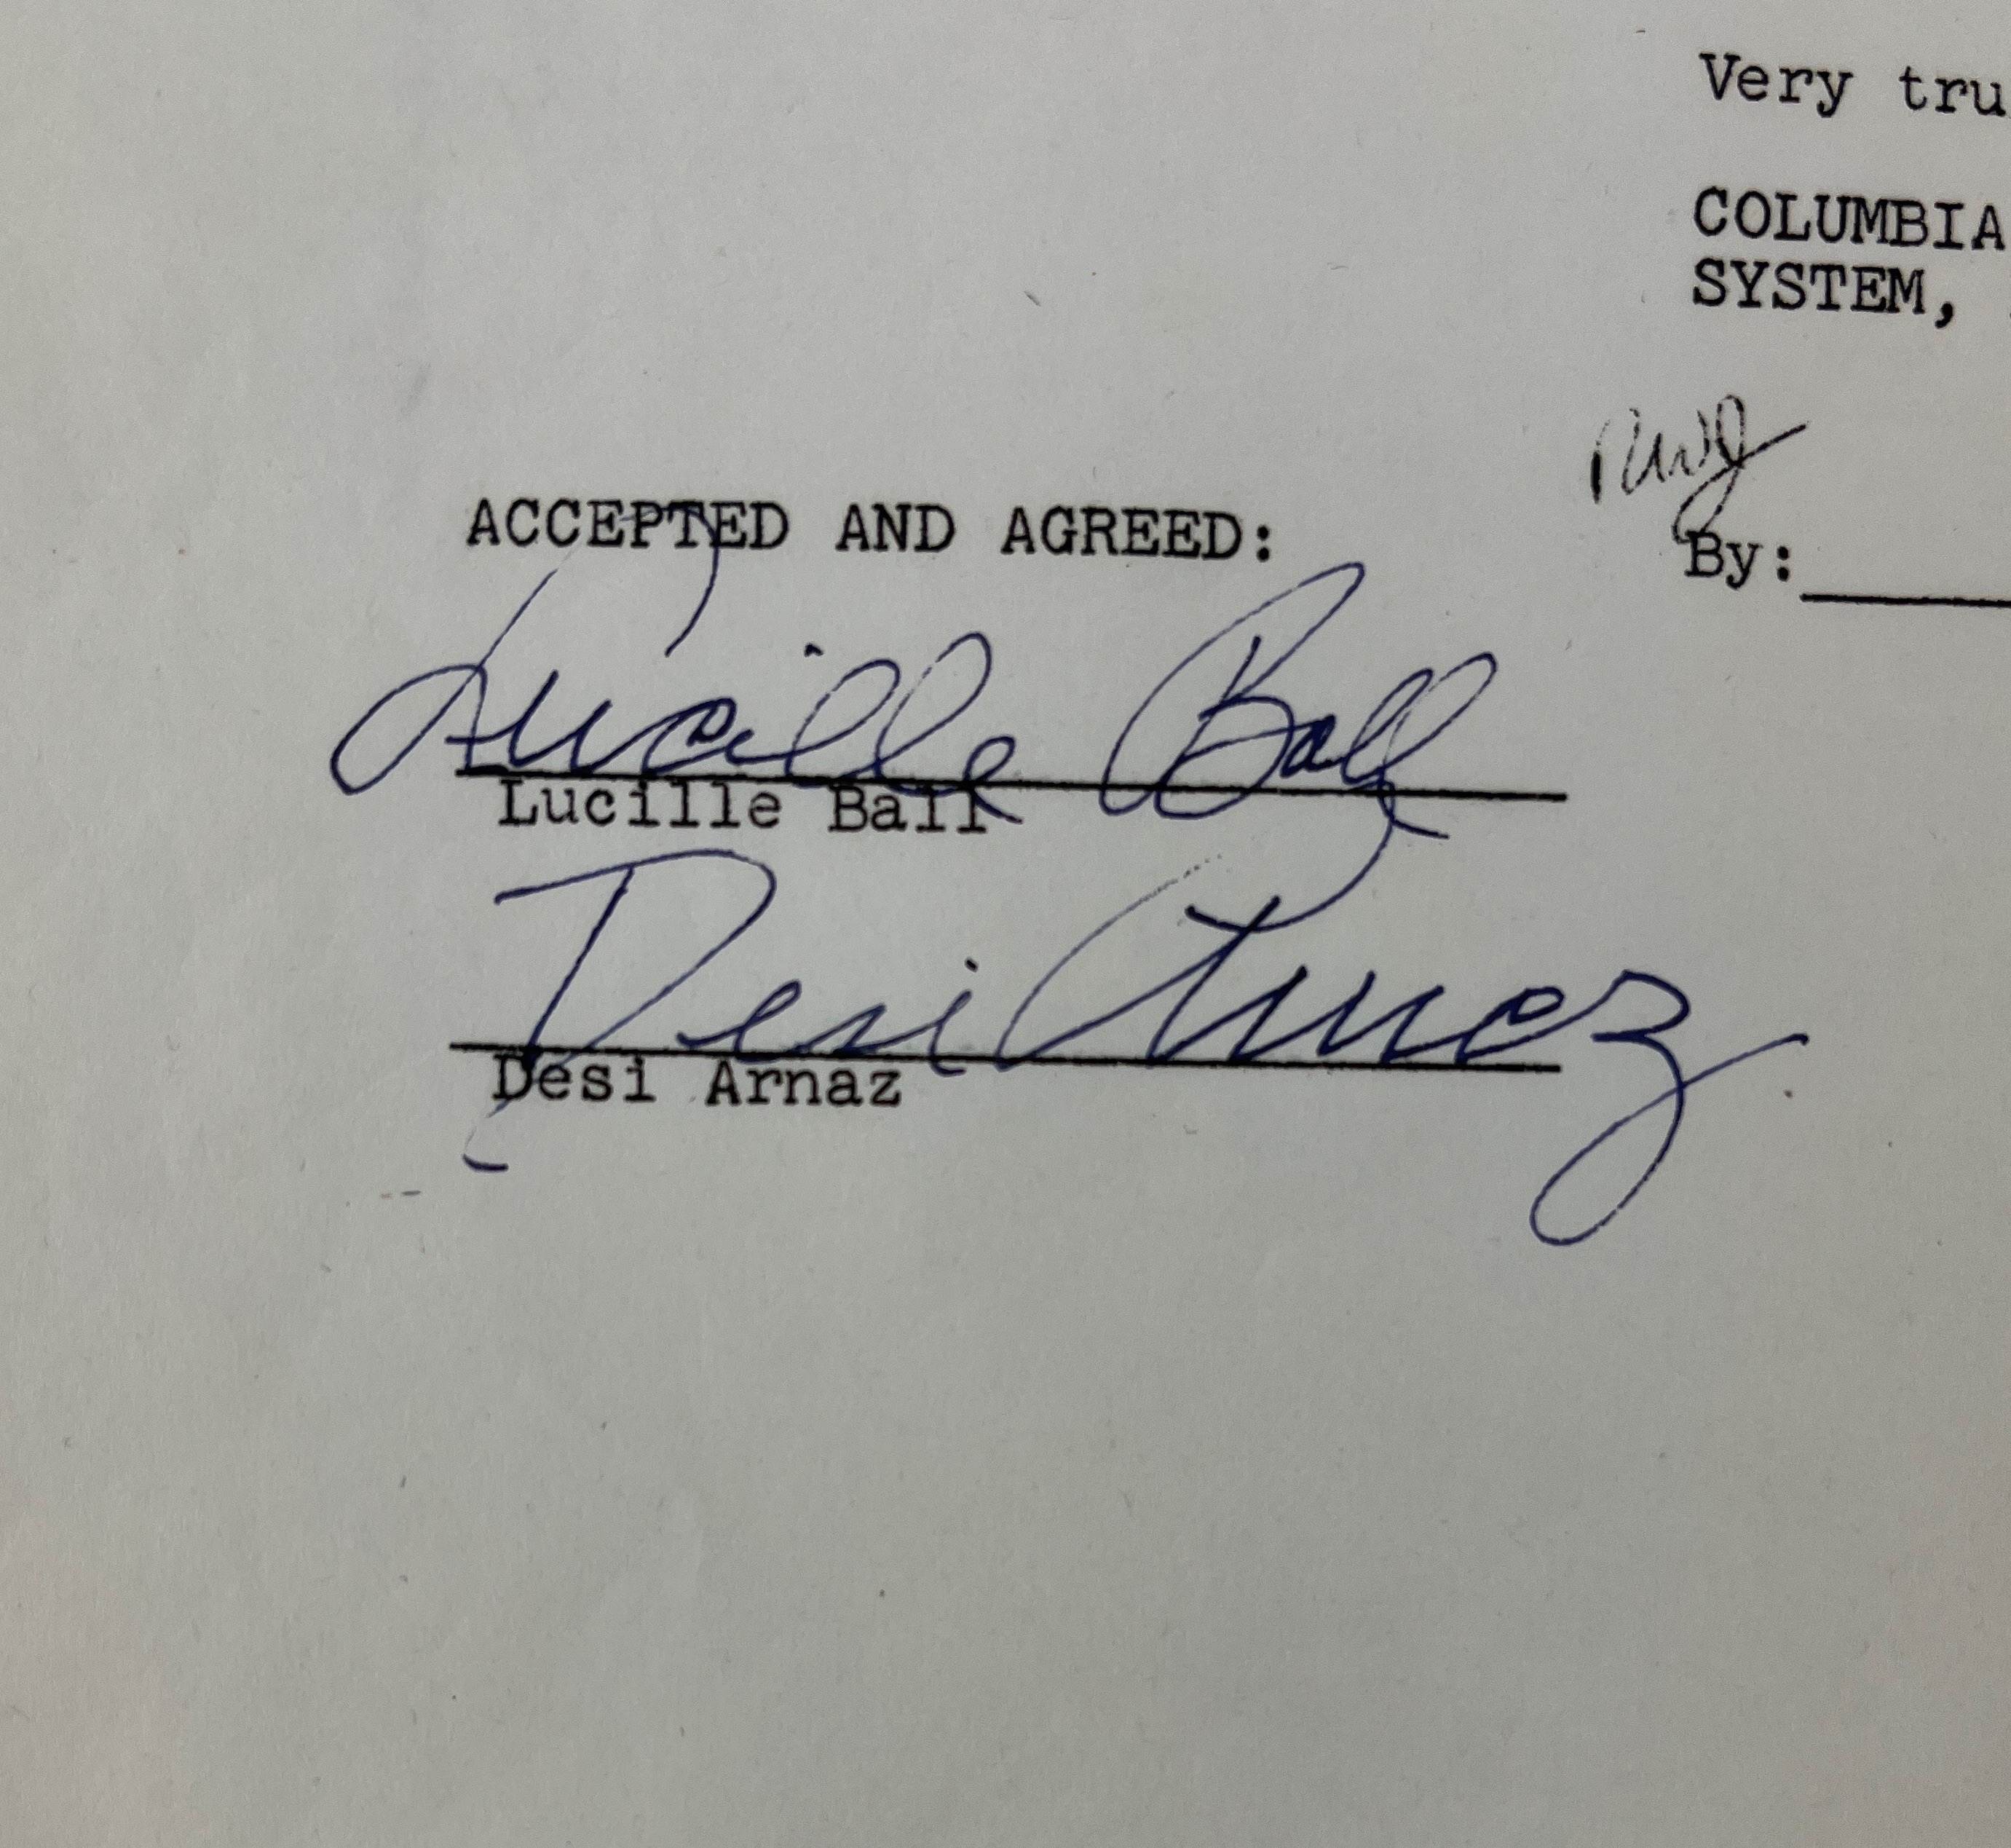 Very tru
COLUMBIA
SYSTEM,
By:
ACCEPTED AND AGREED:
Lucille Ball
Lucille Ball
Desi Arnaz
Desi Arnaz